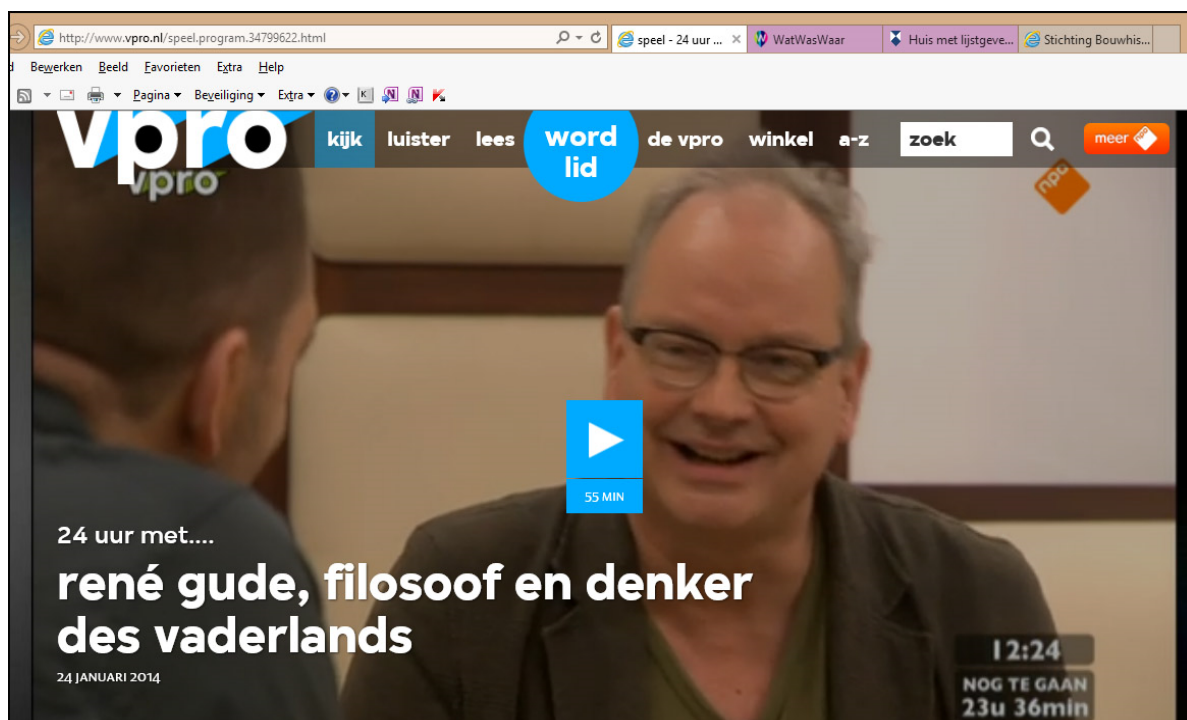 http://www.vpro.nl/speel.program.34799622.html
speel - 24 uur ...
WatWasWaar
Huis met lijstgeve...
Stichting Bouwhis...
Bewerken Beeld Favorieten Extra Help
Pagina Beveiliging Extra
vpro
kijk luister lees word lid de vpro winkel a-z zoek meer
vpro
npo
55 MIN
24 uur met....
rené gude, filosoof en denker
des vaderlands
24 JANUARI 2014
12:24
NOG TE GAAN
23u 36min